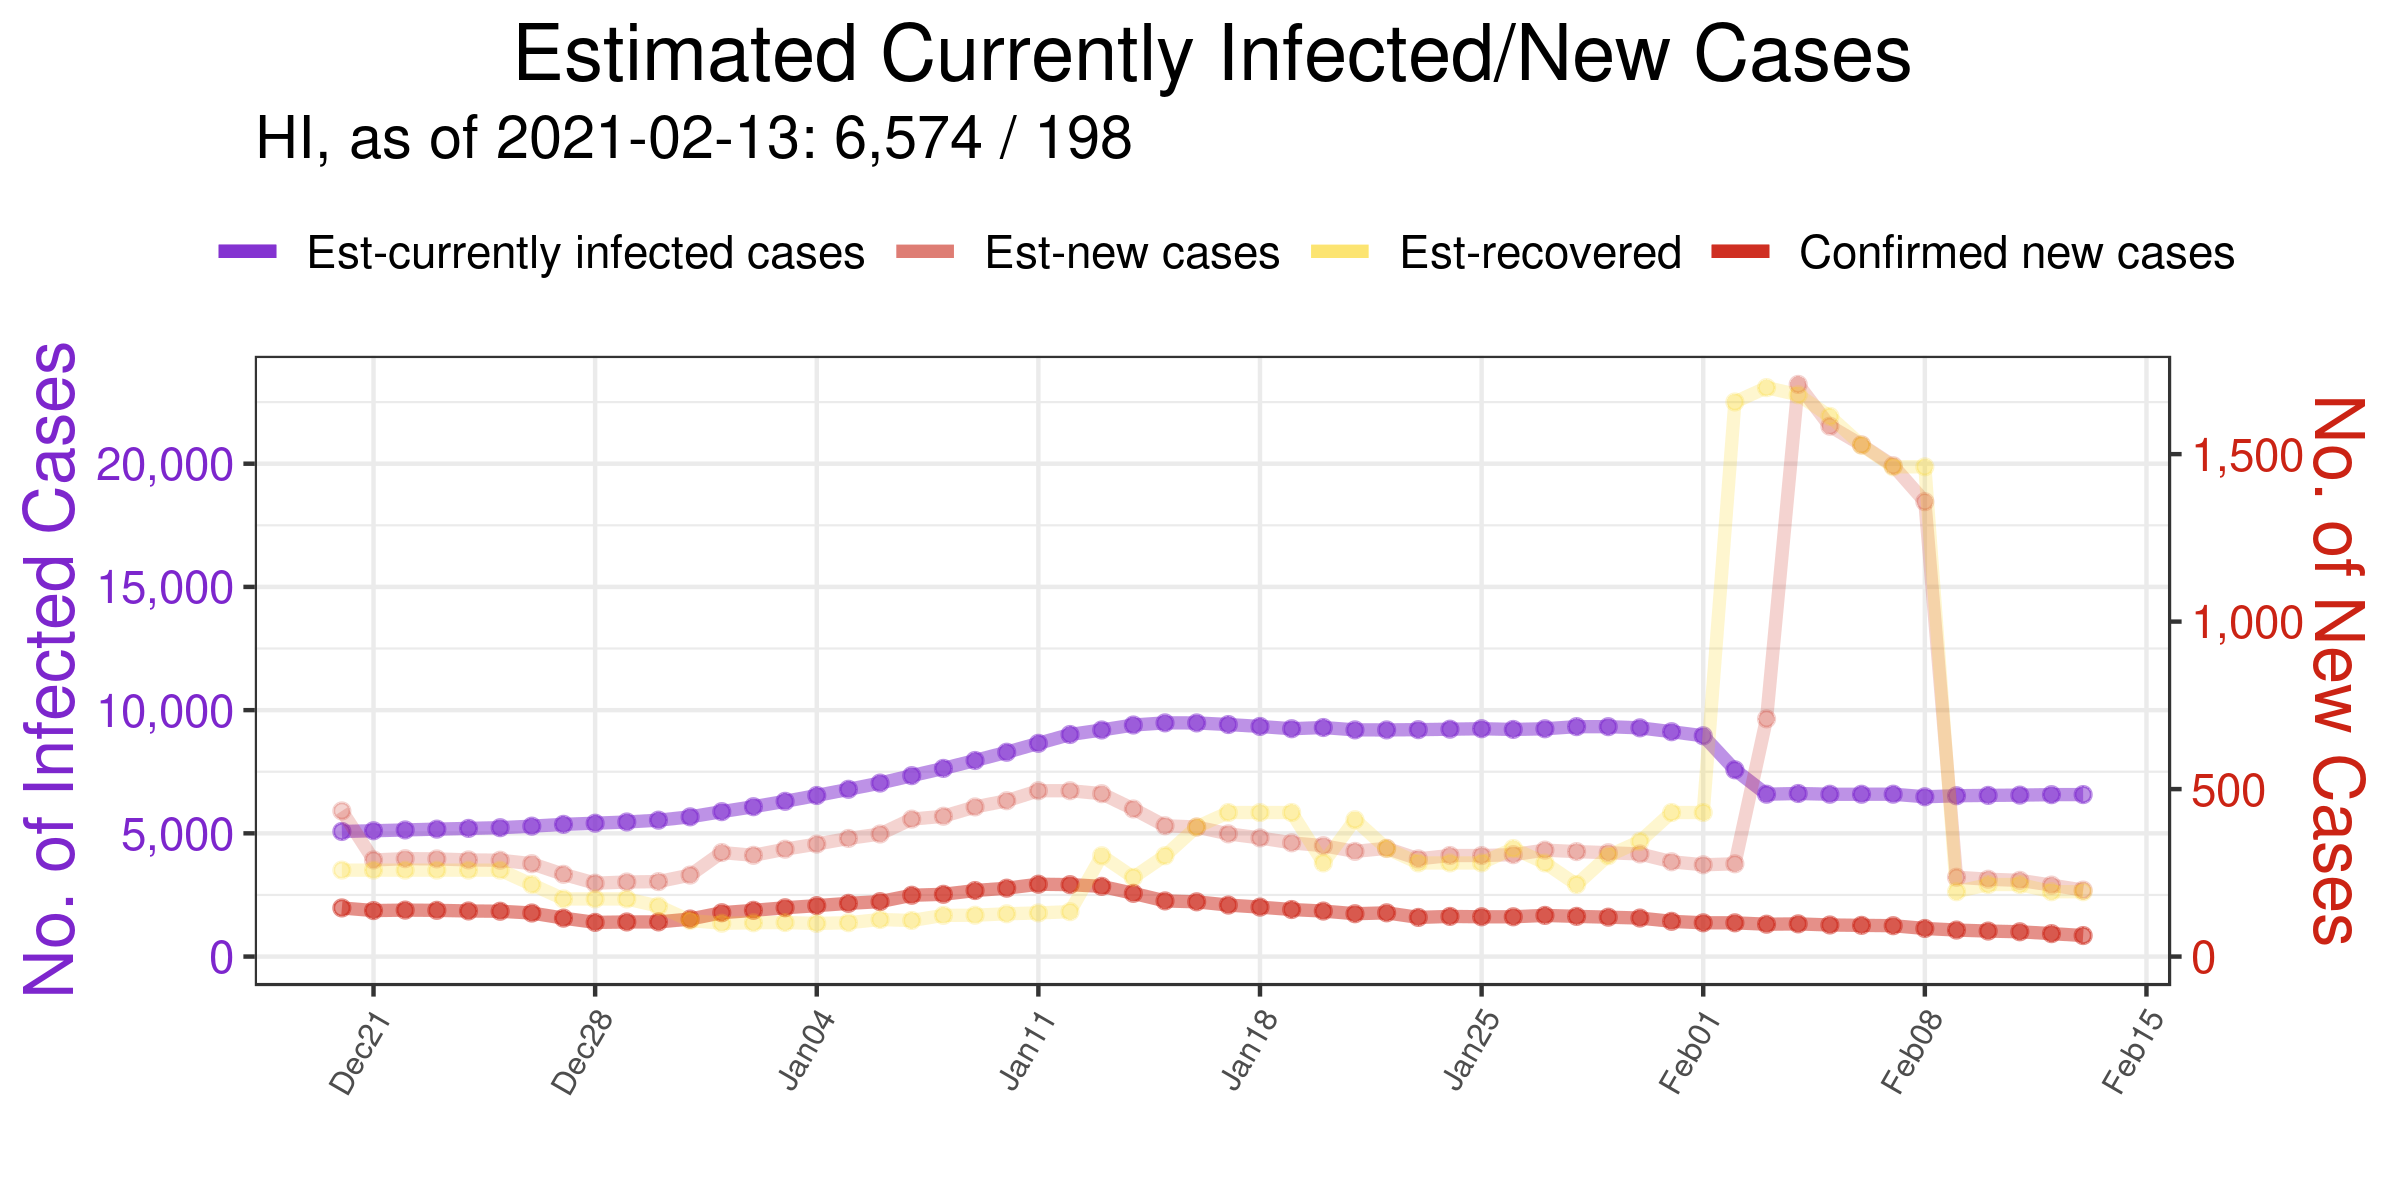 Estimated Currently Infected/New Cases
HI, as of 2021-02-13: 6,574 / 198
Est-currently infected cases Est-new cases Est-recovered Confirmed new cases
No. of Infected Cases
20,000
15,000
10,000
5,000
0
1,500
1,000
500
0
No. of New Cases
Dec21 Dec28 Jan04 Jan11 Jan18 Jan25 Feb01 Feb08 Feb15